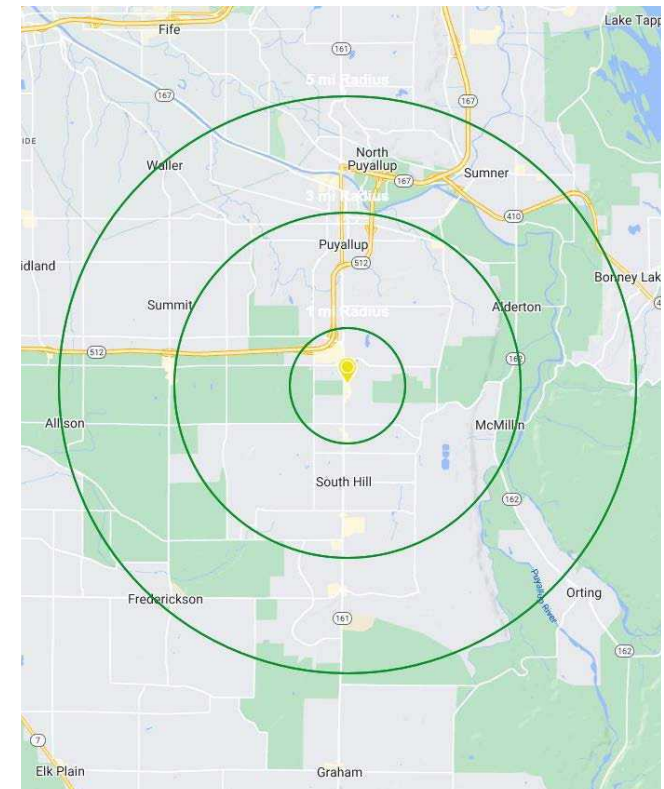 Lake Tapp
Fife
161
5 mi Radius
167
167
IDE
North
Puyallup
Waller
167
Sumner
3 mi Radius
410
Puyallup
512
idland
Bonney Lak
Summit
1 mi Radius
Alderton
4
512
162
Allison
McMillin
South Hill
162
Puyallup River
Frederickson
Orting
161
162
7
Elk Plain
Graham